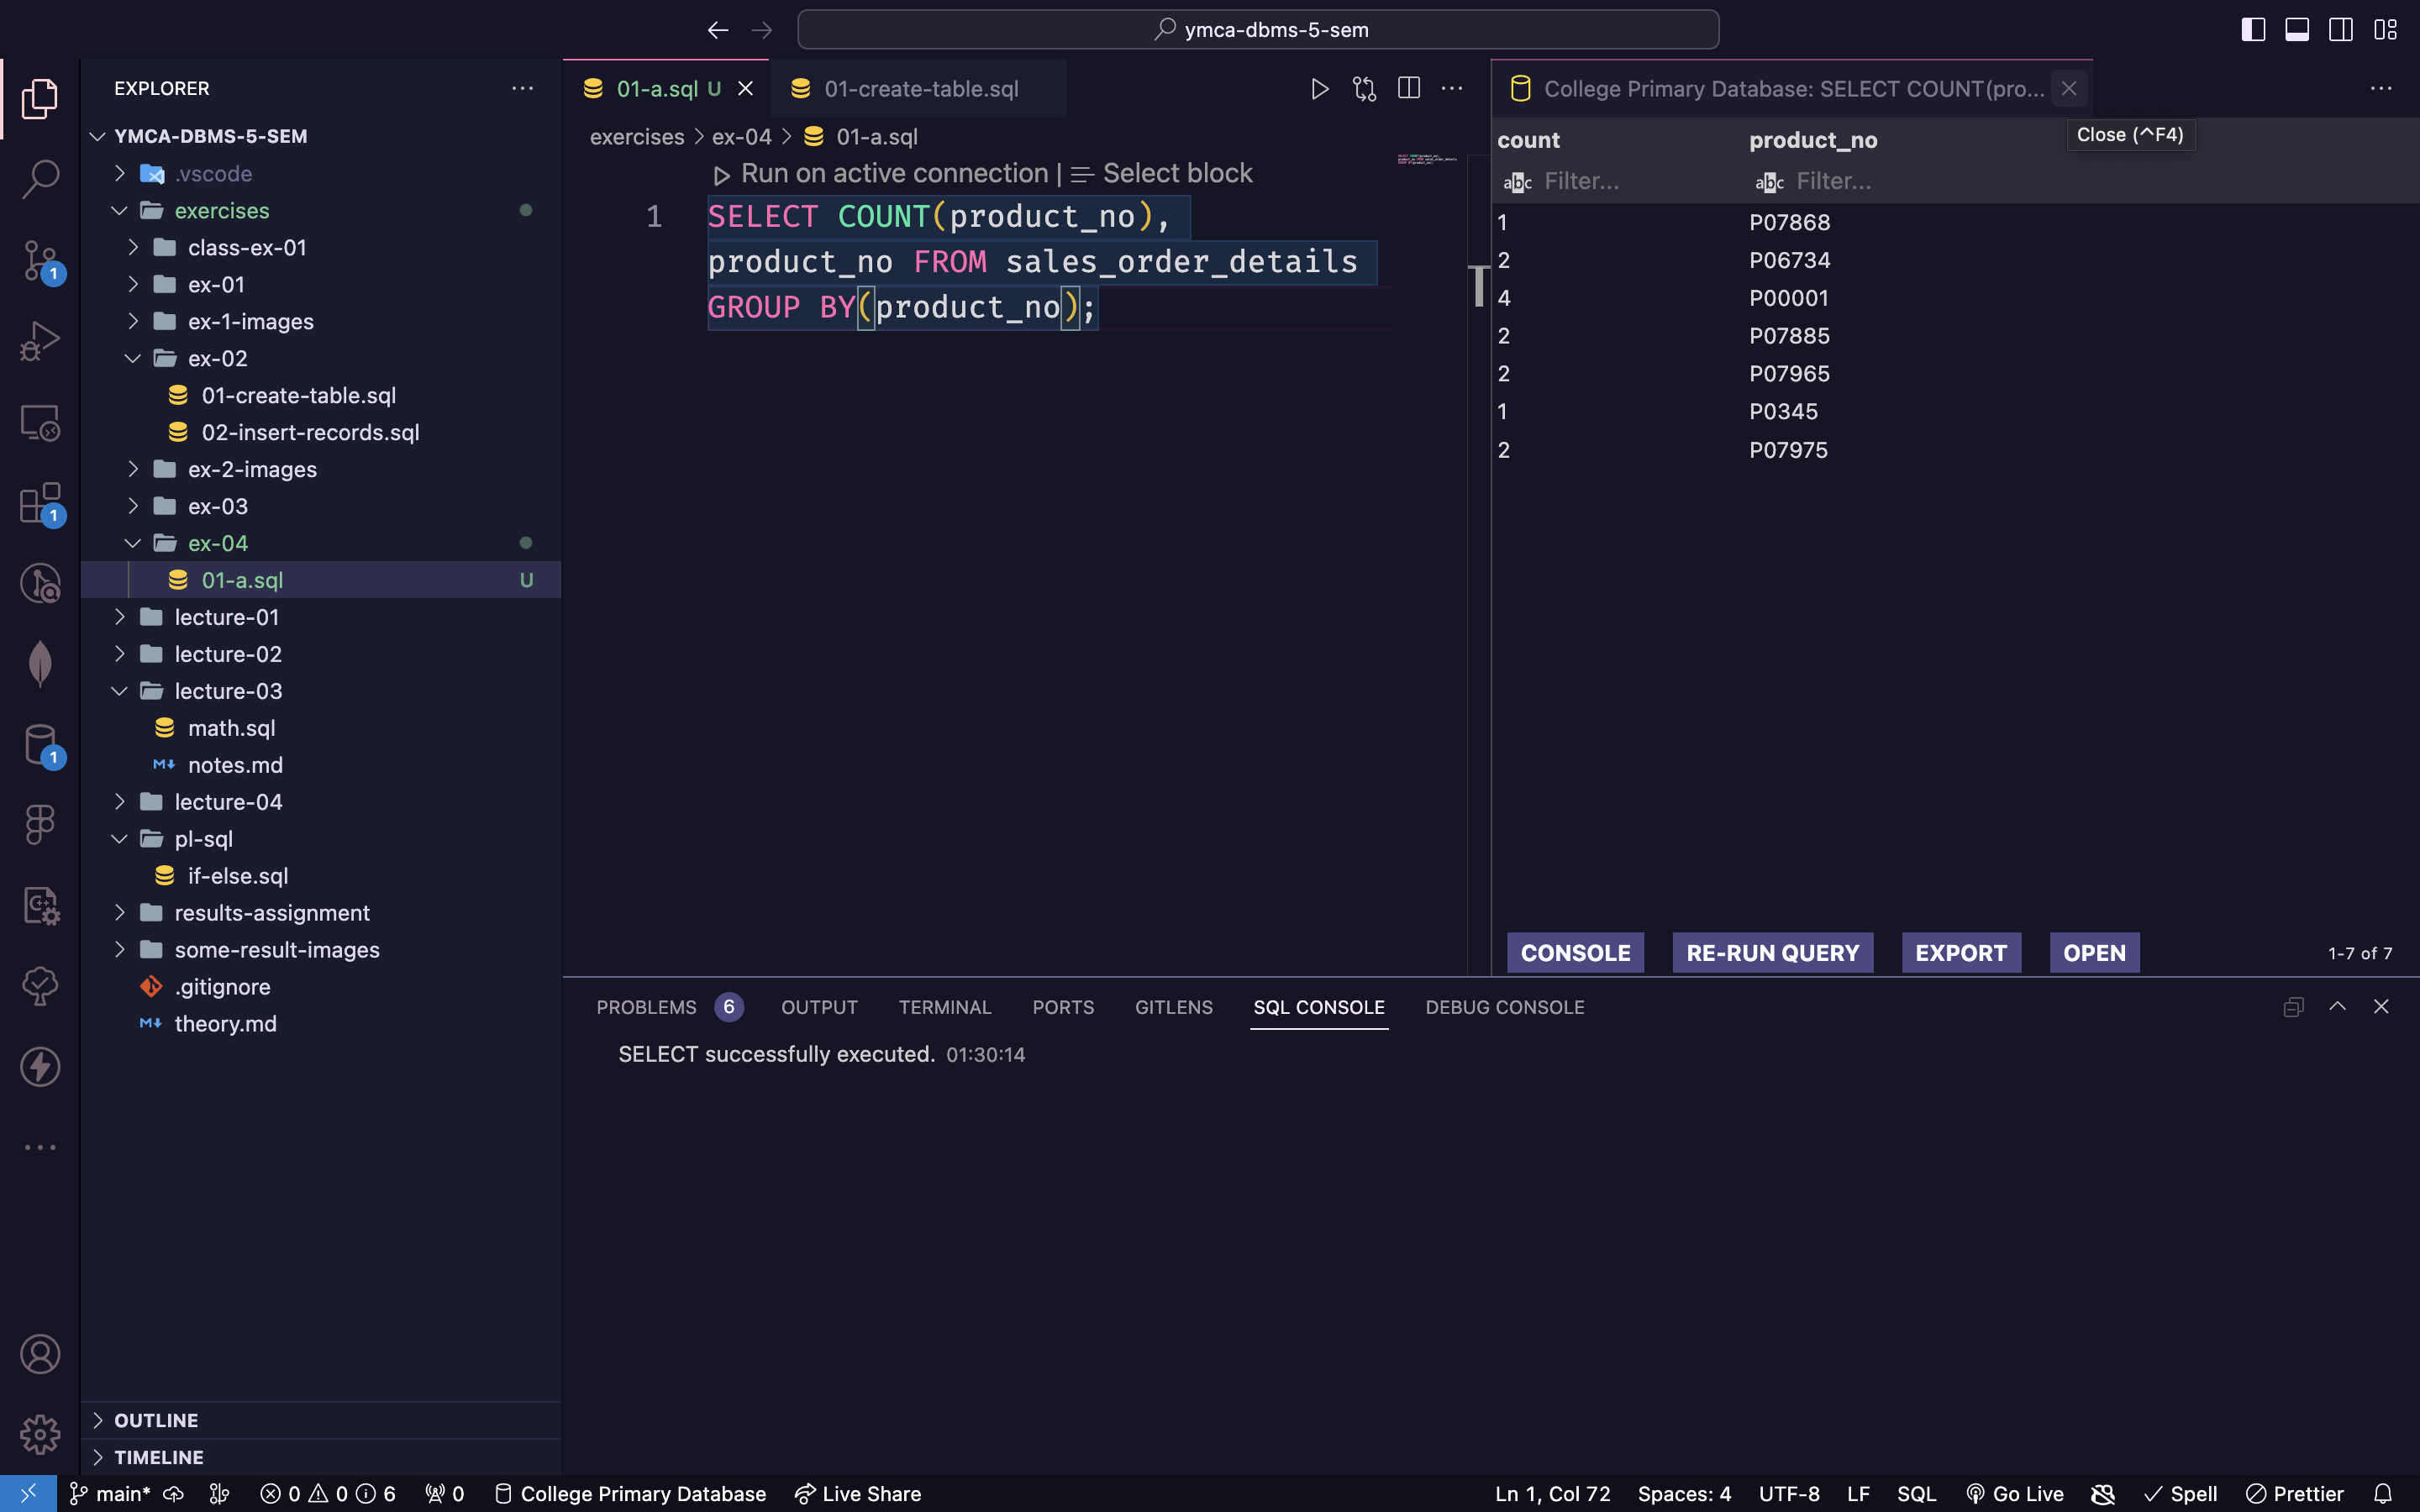 ymca-dbms-5-sem
EXPLORER
YMCA-DBMS-5-SEM
.vscode
exercises
class-ex-01
ex-01
ex-1-images
ex-02
01-create-table.sql
02-insert-records.sql
ex-2-images
ex-03
ex-04
01-a.sql U
lecture-01
lecture-02
lecture-03
math.sql
notes.md
lecture-04
pl-sql
if-else.sql
results-assignment
some-result-images
.gitignore
theory.md
OUTLINE
TIMELINE
1
1
1
01-a.sql U
01-create-table.sql
exercises > ex-04 > 01-a.sql
Run on active connection | Select block
1 SELECT COUNT(product_no),
product_no FROM sales_order_details
GROUP BY(product_no);
College Primary Database: SELECT COUNT(pro...
Close (^F4)
count product_no
abc Filter... abc Filter...
1 P07868
2 P06734
4 P00001
2 P07885
2 P07965
1 P0345
2 P07975
CONSOLE RE-RUN QUERY EXPORT OPEN 1-7 of 7
PROBLEMS 6 OUTPUT TERMINAL PORTS GITLENS SQL CONSOLE DEBUG CONSOLE
SELECT successfully executed. 01:30:14
main* 0 0 6 0 College Primary Database Live Share Ln 1, Col 72 Spaces: 4 UTF-8 LF SQL Go Live Spell Prettier